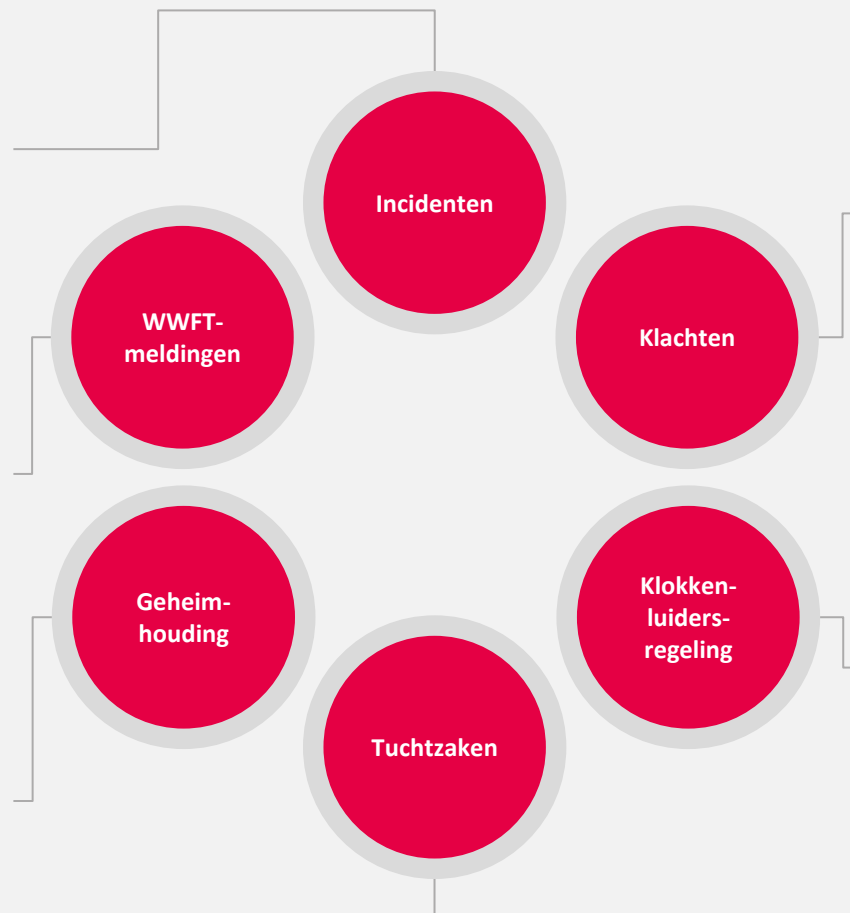 Incidenten
WWFT-
meldingen
Klachten
Geheim-
houding
Klokken-
luiders-
regeling
Tuchtzaken